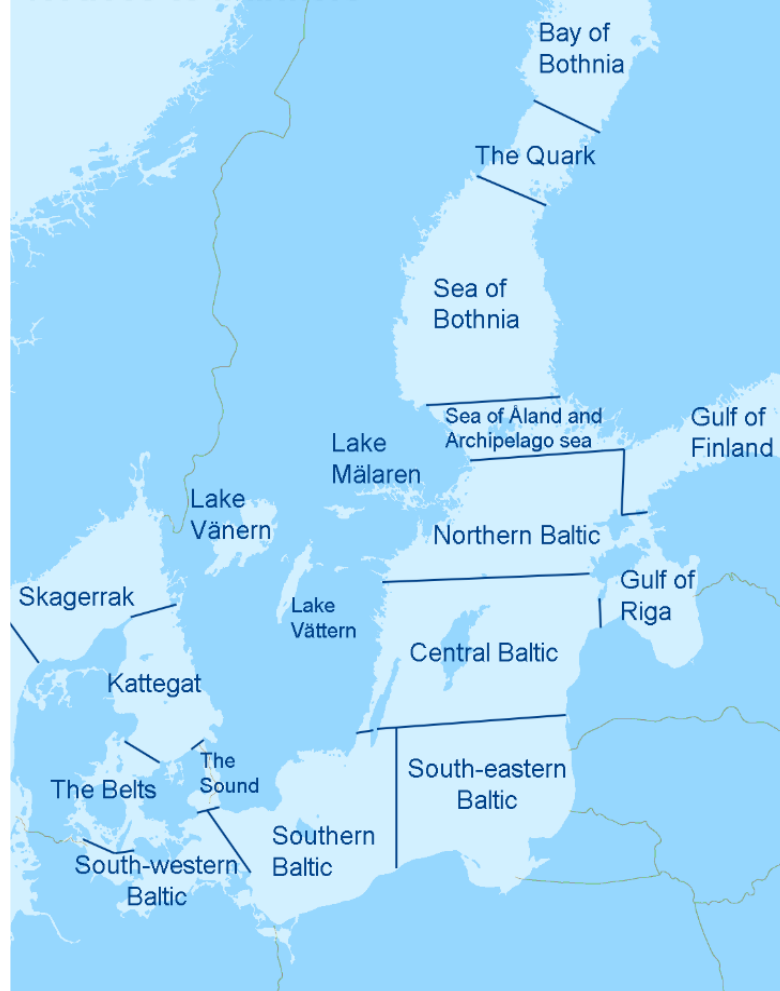 Bay of
Bothnia
The Quark
Sea of
Bothnia
Sea of Åland and
Archipelago sea
Gulf of
Finland
Lake
Mälaren
Lake
Vänern
Northern Baltic
Skagerrak
Lake
Vättern
Gulf of
Riga
Central Baltic
Kattegat
The
Sound
The Belts
South-eastern
Baltic
Southern
Baltic
South-western
Baltic